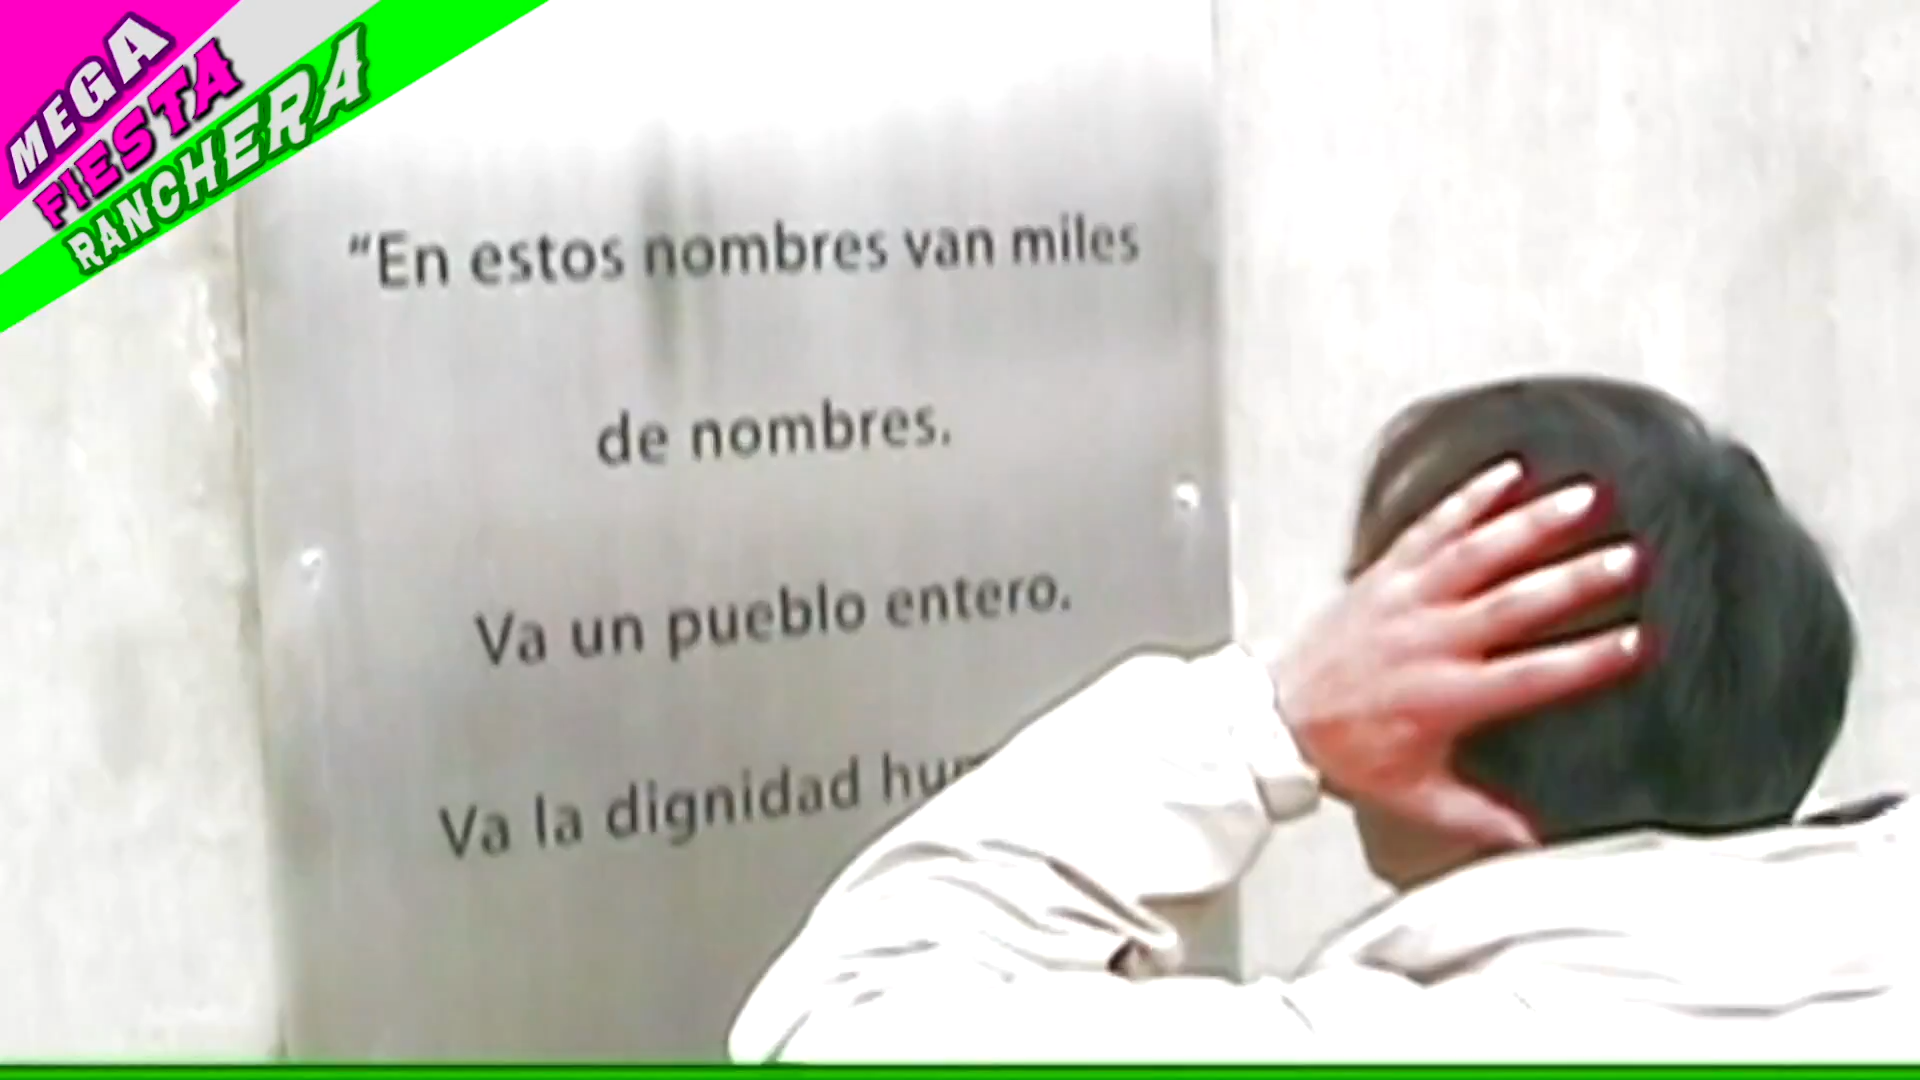 MEGA
FIESTA
RANCHERA
“En estos nombres van miles
de nombres.
Va un pueblo entero.
Va la dignidad